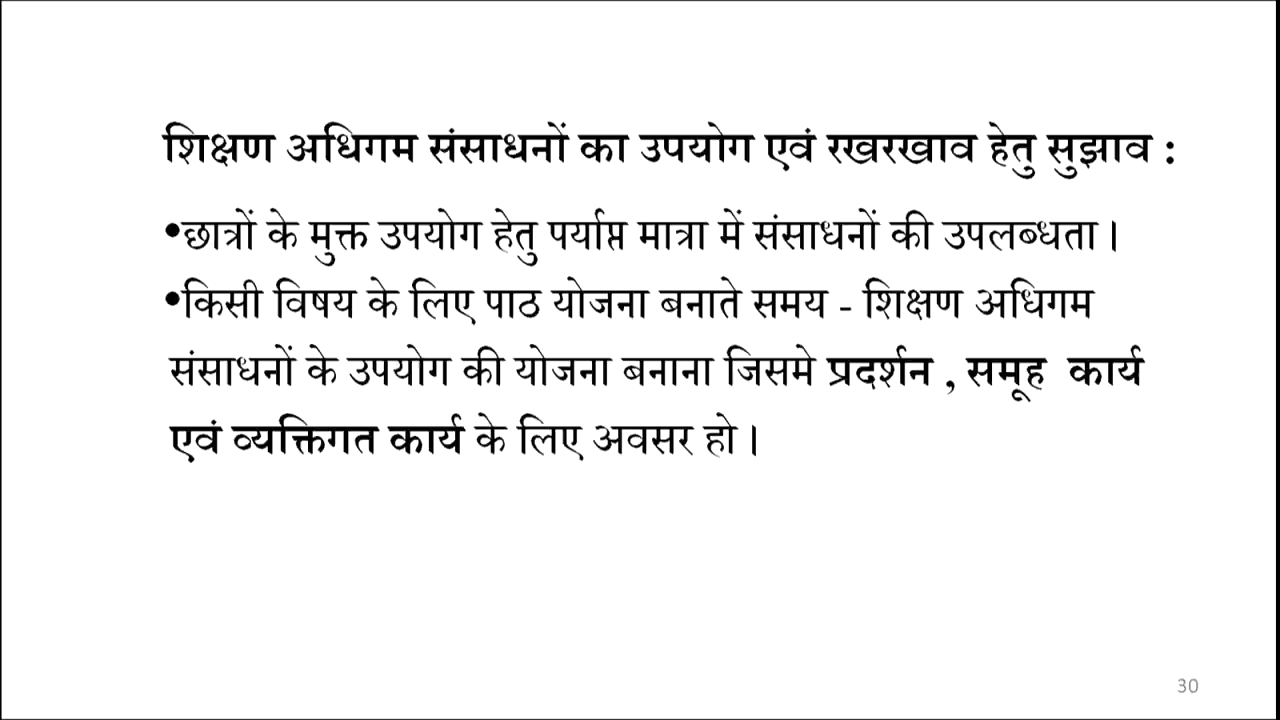 शिक्षण अधिगम संसाधनों का उपयोग एवं रखरखाव हेतु सुझाव :
•छात्रों के मुक्त उपयोग हेतु पर्याप्त मात्रा में संसाधनों की उपलब्धता।
•किसी विषय के लिए पाठ योजना बनाते समय - शिक्षण अधिगम
संसाधनों के उपयोग की योजना बनाना जिसमे प्रदर्शन , समूह कार्य
एवं व्यक्तिगत कार्य के लिए अवसर हो।
30